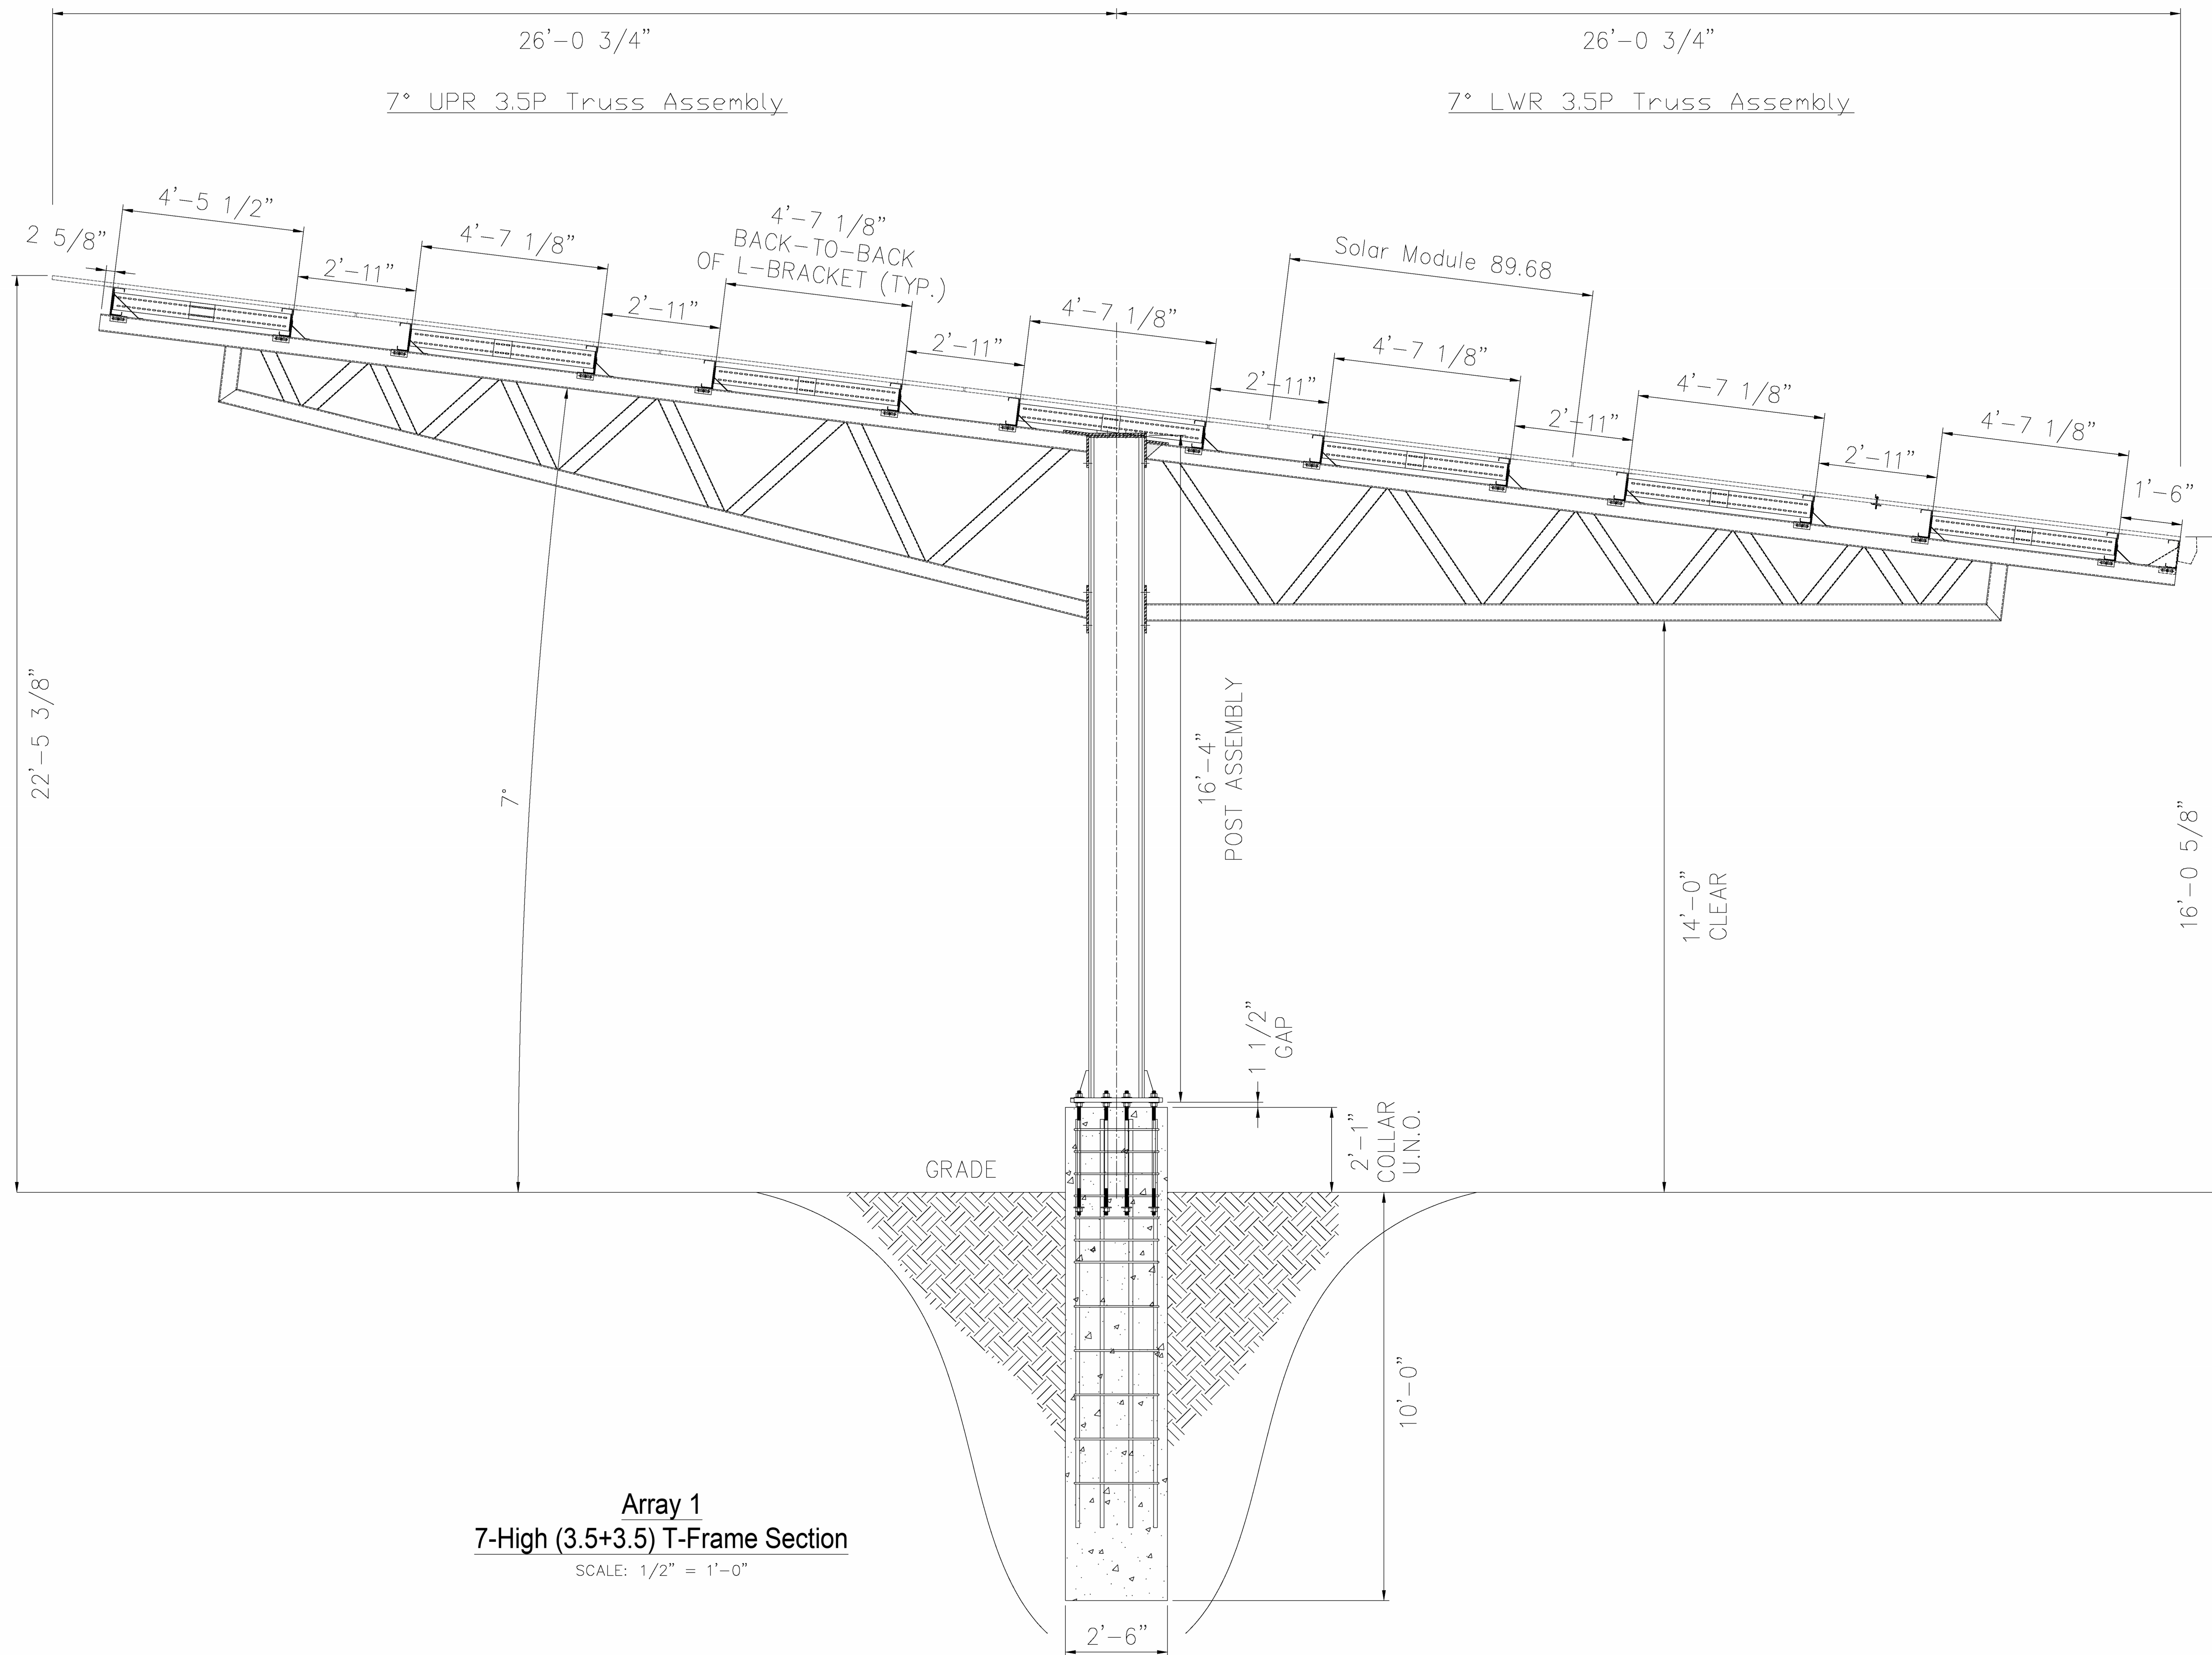 26'-0 3/4"
26'-0 3/4"
7° UPR 3.5P Truss Assembly
7° LWR 3.5P Truss Assembly
2 5/8"
4'-5 1/2"
2'-11"
4'-7 1/8"
2'-11"
4'-7 1/8"
BACK-TO-BACK
OF L-BRACKET (TYP.)
2'-11"
4'-7 1/8"
2'-11"
Solar Module 89.68
4'-7 1/8"
2'-11"
4'-7 1/8"
2'-11"
4'-7 1/8"
1'-6"
22'-5 3/8"
7°
16'-4"
POST ASSEMBLY
14'-0"
CLEAR
16'-0 5/8"
1 1/2"
GAP
2'-1"
COLLAR
U.N.O.
GRADE
10'-0"
2'-6"
Array 1
7-High (3.5+3.5) T-Frame Section
SCALE: 1/2" = 1'-0"